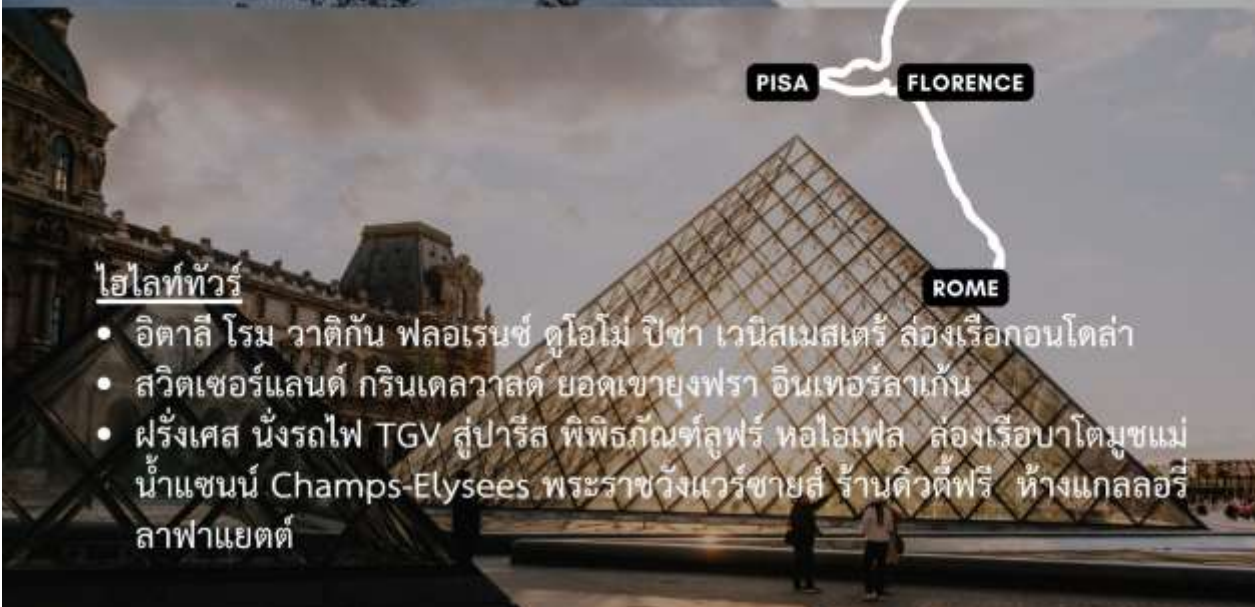 PISA FLORENCE
ROME
ไฮไลท์ทัวร์
• อิตาลี โรม วาติกัน ฟลอเรนซ์ ดูโอโม่ ปิซ่า เวนิสเมสเตร้ ล่องเรือกอนโดล่า
• สวิตเซอร์แลนด์ กรินเดลวาลด์ ยอดเขายุงฟรา อินเทอร์ลาเก้น
• ฝรั่งเศส นั่งรถไฟ TGV สู่ปารีส พิพิธภัณฑ์ลูฟร์ หอไอเฟล ล่องเรือบาโตมูชแม่
น้ำแซนน์ Champs-Elysees พระราชวังแวร์ซายส์ ร้านดิวตี้ฟรี ห้างแกลลอรี่
ลาฟาแยตต์